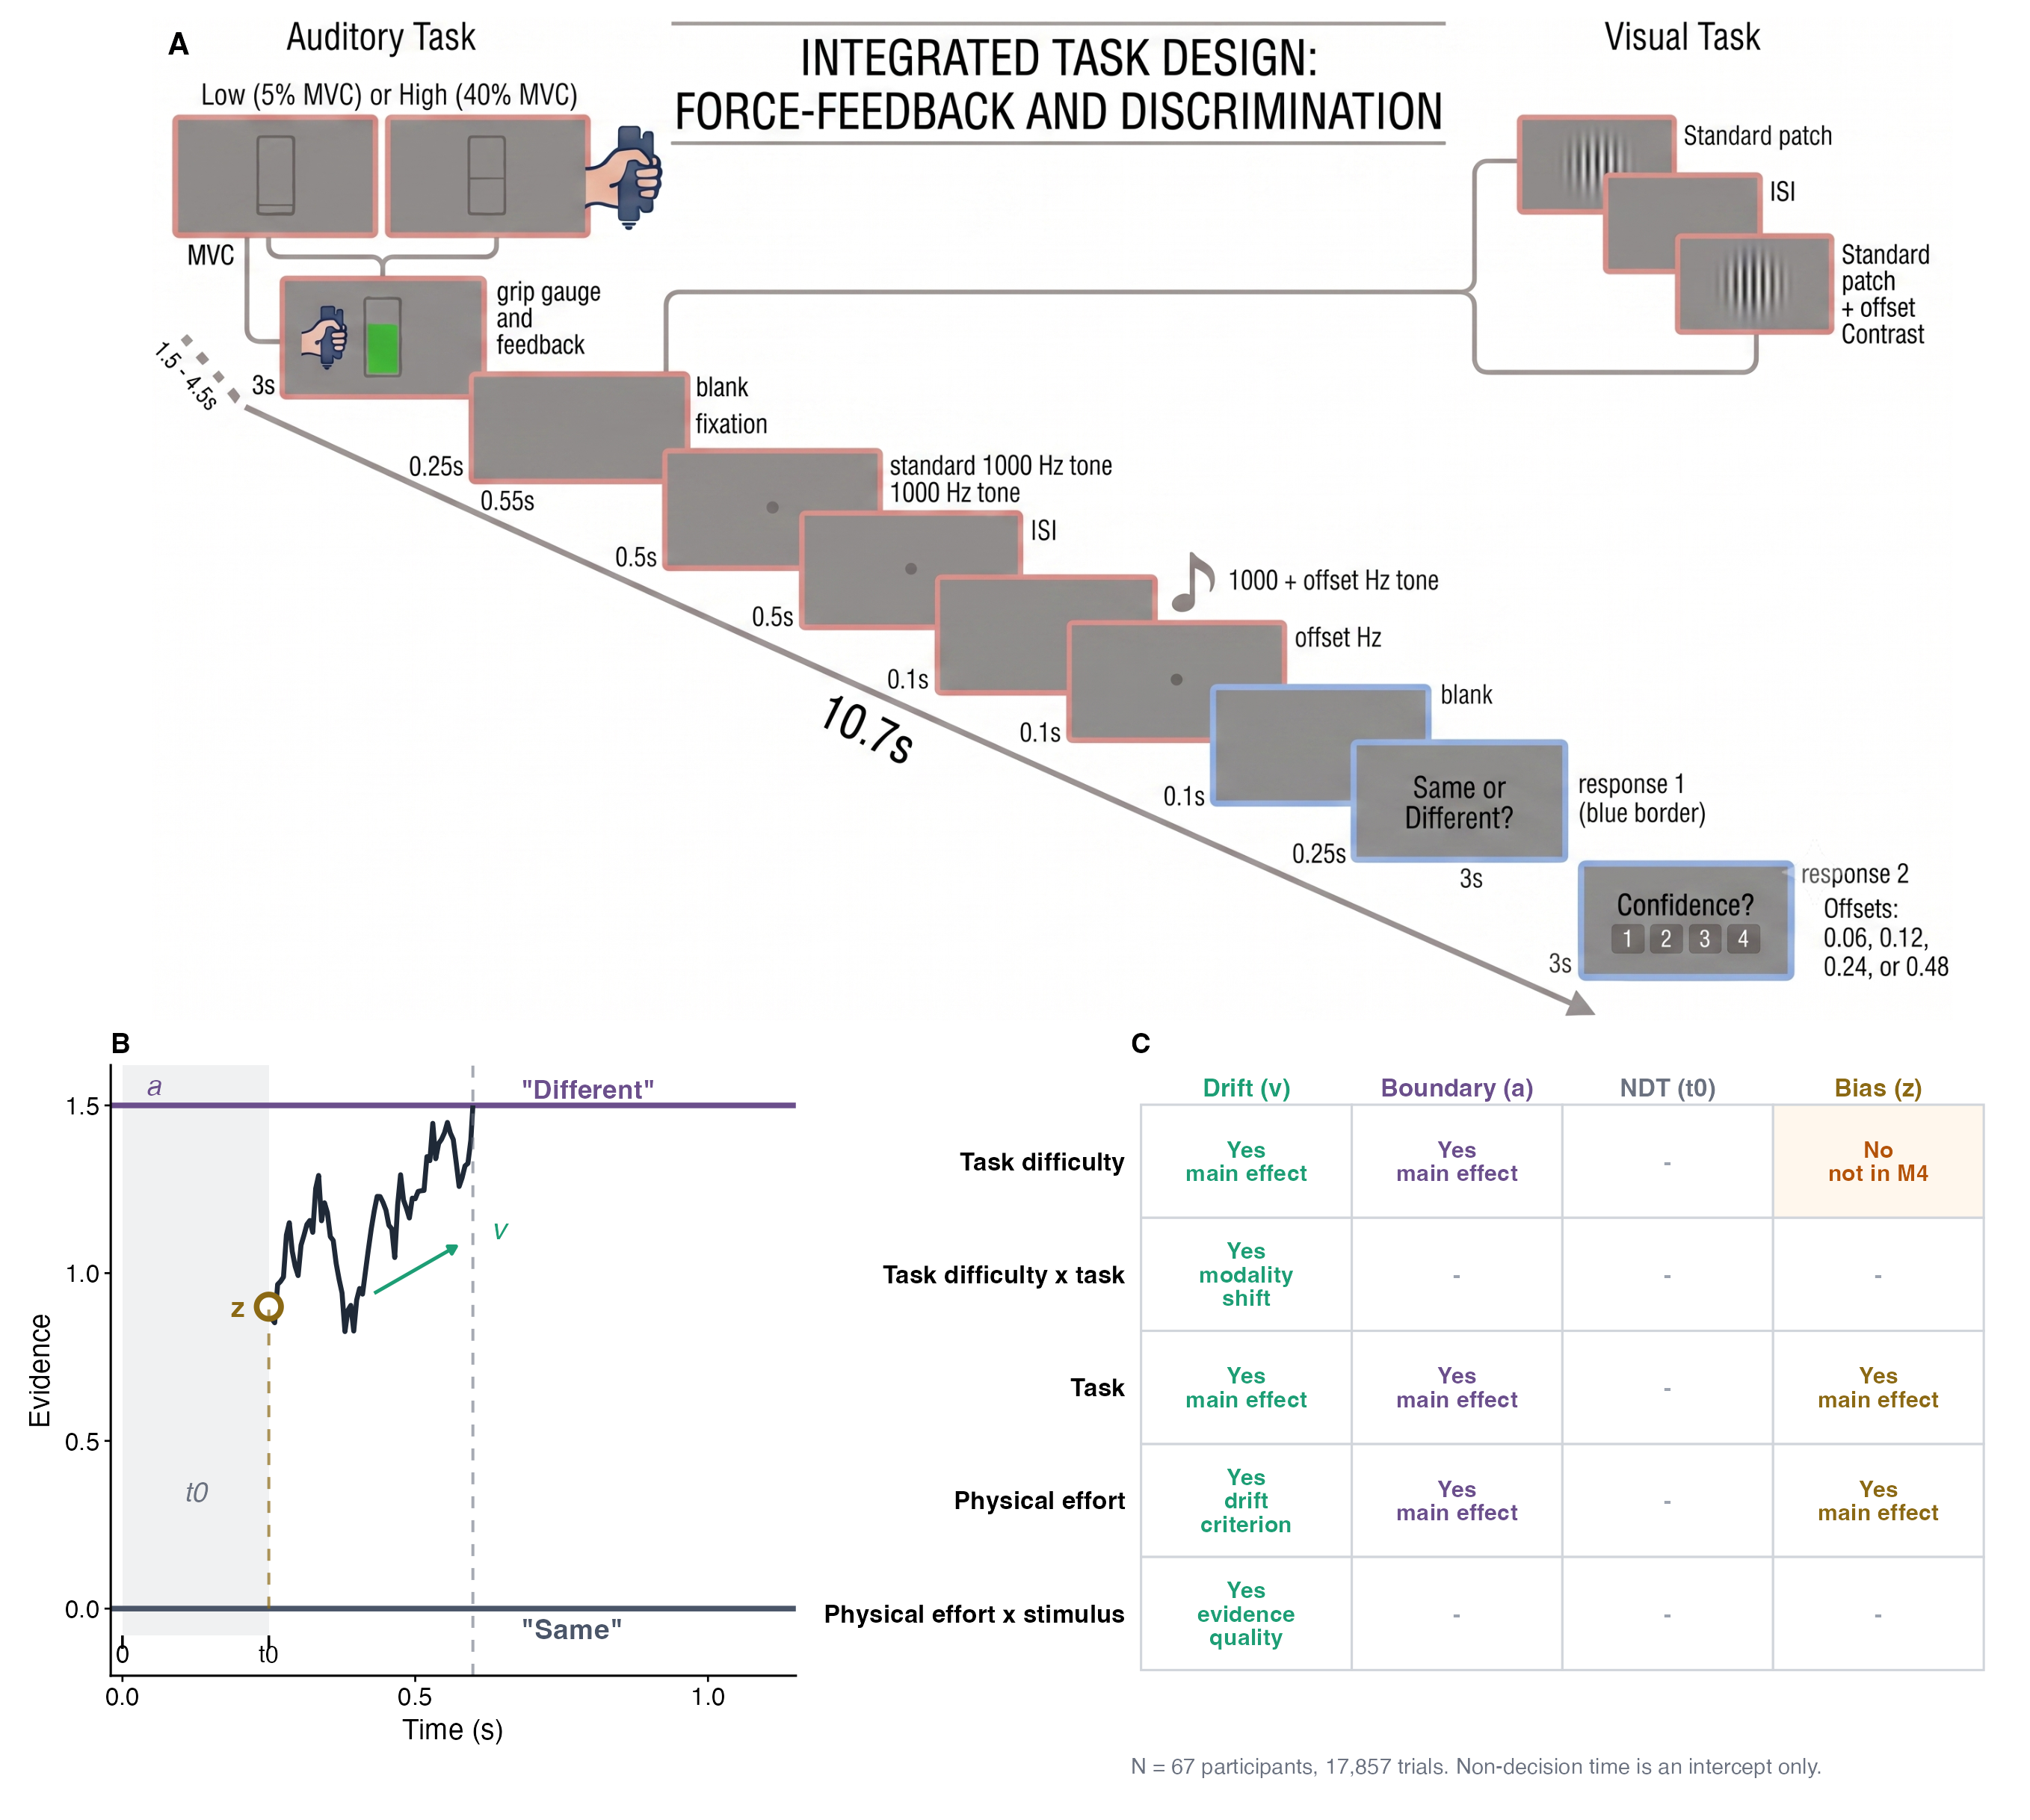 A
Auditory Task
INTEGRATED TASK DESIGN:
FORCE-FEEDBACK AND DISCRIMINATION
Visual Task
Low (5% MVC) or High (40% MVC)
MVC
grip gauge
and
feedback
1.5 - 4.5s
3s
blank
fixation
0.25s
0.55s
standard 1000 Hz tone
1000 Hz tone
0.5s
ISI
0.5s
1000 + offset Hz tone
0.1s
offset Hz
0.1s
blank
0.1s
Same or
Different?
response 1
(blue border)
0.25s
3s
Confidence?
1 2 3 4
response 2
Offsets:
0.06, 0.12,
0.24, or 0.48
3s
10.7s
Standard patch
ISI
Standard
patch
+ offset
Contrast
B
a
"Different"
1.5
v
1.0
z
Evidence
0.5
t0
0.0
"Same"
0
t0
0.0 0.5 1.0
Time (s)
C
Drift (v) Boundary (a) NDT (t0) Bias (z)
Task difficulty
Yes
main effect
Yes
main effect
-
No
not in M4
Task difficulty x task
Yes
modality
shift
-
-
-
Task
Yes
main effect
Yes
main effect
-
Yes
main effect
Physical effort
Yes
drift
criterion
Yes
main effect
-
Yes
main effect
Physical effort x stimulus
Yes
evidence
quality
-
-
-
N = 67 participants, 17,857 trials. Non-decision time is an intercept only.